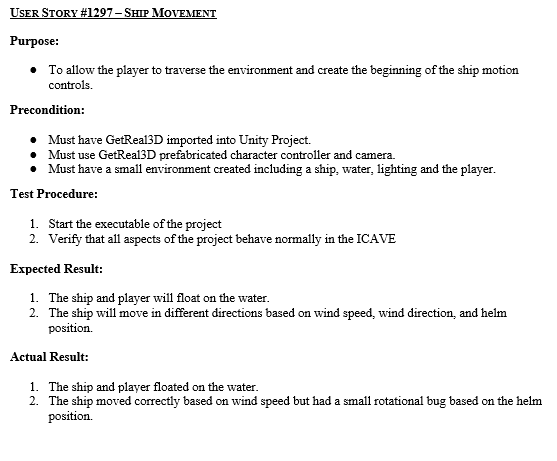 USER STORY #1297 – SHIP MOVEMENT
Purpose:
● To allow the player to traverse the environment and create the beginning of the ship motion
controls.
Precondition:
● Must have GetReal3D imported into Unity Project.
● Must use GetReal3D prefabricated character controller and camera.
● Must have a small environment created including a ship, water, lighting and the player.
Test Procedure:
1. Start the executable of the project
2. Verify that all aspects of the project behave normally in the ICAVE
Expected Result:
1. The ship and player will float on the water.
2. The ship will move in different directions based on wind speed, wind direction, and helm
position.
Actual Result:
1. The ship and player floated on the water.
2. The ship moved correctly based on wind speed but had a small rotational bug based on the helm
position.